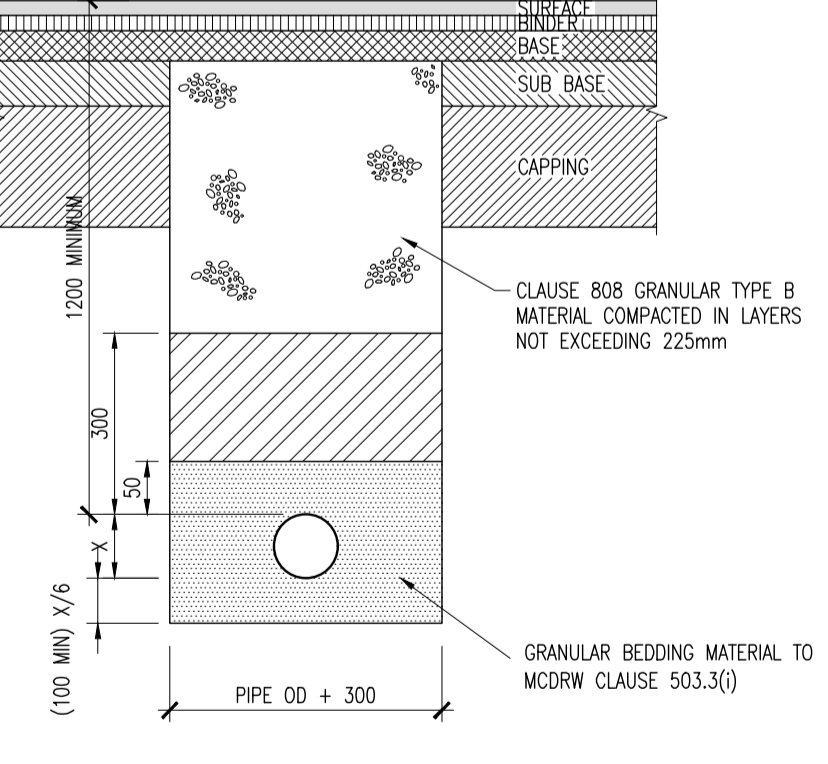 SURFACE
BINDER
BASE
SUB BASE
CAPPING
1200 MINIMUM
CLAUSE 808 GRANULAR TYPE B
MATERIAL COMPACTED IN LAYERS
NOT EXCEEDING 225mm
300
50
X
(100 MIN) X/6
GRANULAR BEDDING MATERIAL TO
MCDRW CLAUSE 503.3(i)
PIPE OD + 300